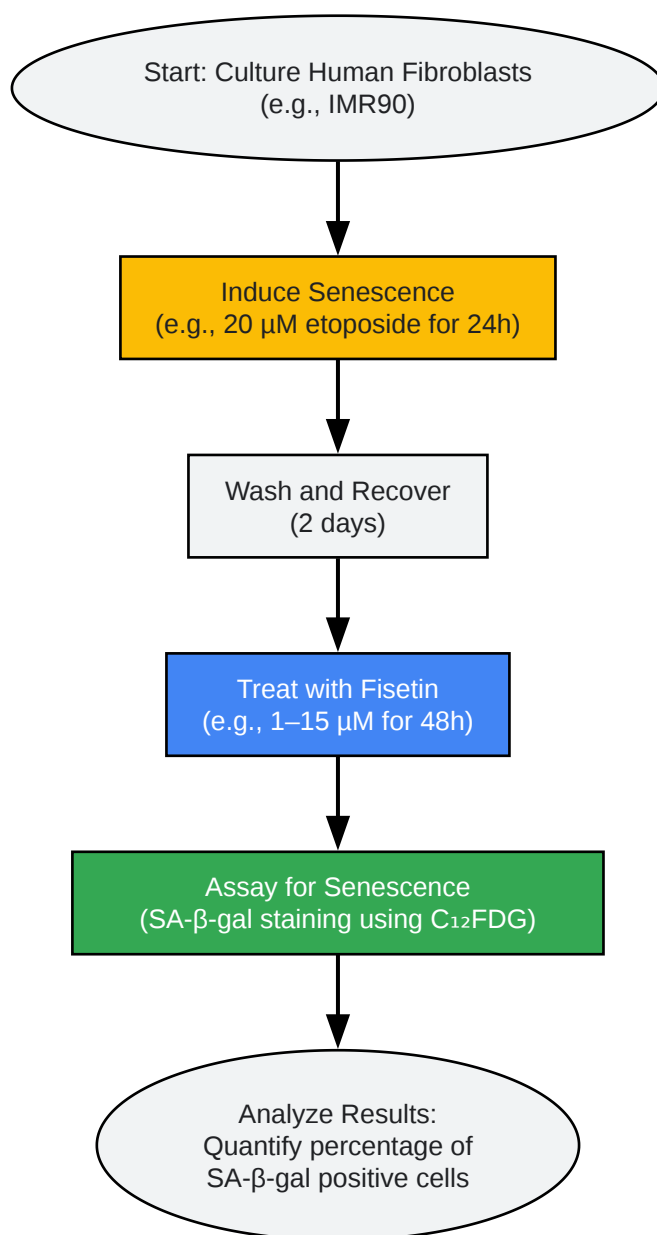 Start: Culture Human Fibroblasts
(e.g., IMR90)
Induce Senescence
(e.g., 20 µM etoposide for 24h)
Wash and Recover
(2 days)
Treat with Fisetin
(e.g., 1–15 µM for 48h)
Assay for Senescence
(SA-β-gal staining using C₁₂FDG)
Analyze Results:
Quantify percentage of
SA-β-gal positive cells